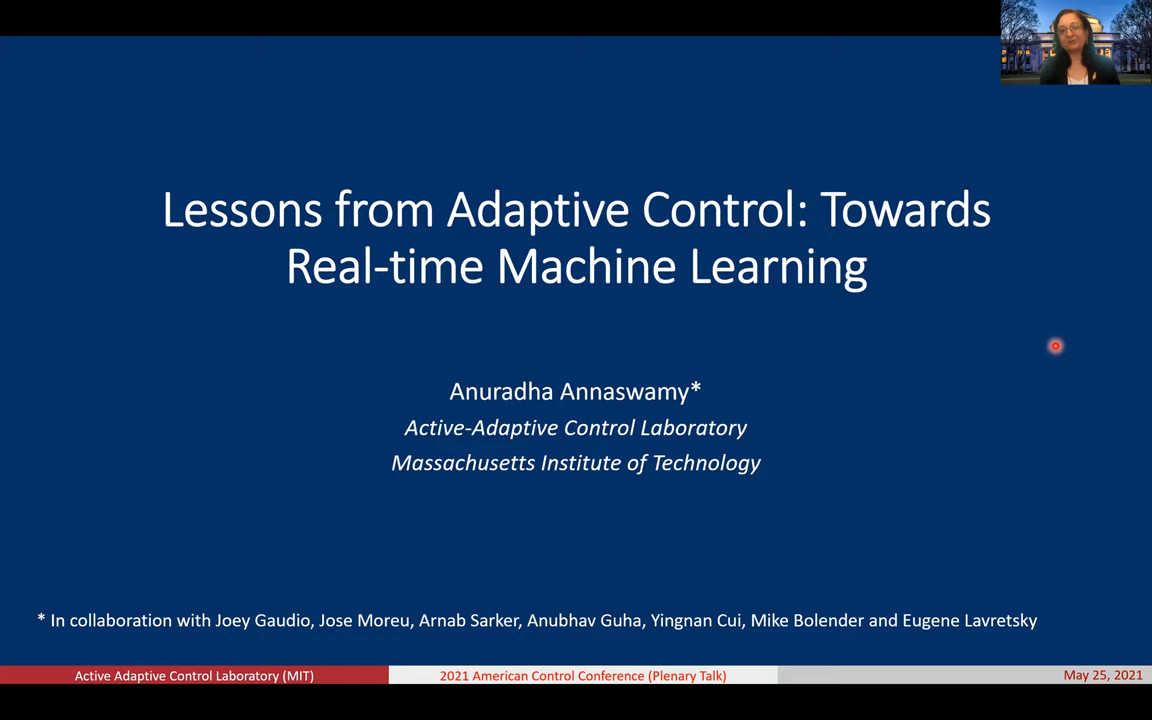 Lessons from Adaptive Control: Towards
Real-time Machine Learning
Anuradha Annaswamy*
Active-Adaptive Control Laboratory
Massachusetts Institute of Technology
* In collaboration with Joey Gaudio, Jose Moreu, Arnab Sarker, Anubhav Guha, Yingnan Cui, Mike Bolender and Eugene Lavretsky
Active Adaptive Control Laboratory (MIT)
2021 American Control Conference (Plenary Talk)
May 25, 2021